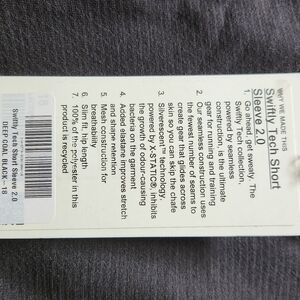 WHY WE MADE THIS
Swiftly Tech Short
Sleeve 2.0
1. Go ahead, get sweaty. The
Swiftly Tech collection,
powered by seamless
construction, is the ultimate
gear for running and training
2. Our seamless construction uses
the fewest number of seams to
create gear that glides across
skin so you can skip the chafe
3. Silverescent™ technology,
powered by X-STATIC®, inhibits
the growth of odour-causing
bacteria on the garment
4. Added elastane improves stretch
and shape retention
5. Mesh construction for
breathability
6. Slim fit, hip length
7. 100% of the polyester in this
product is recycled
Swiftly Tech Short Sleeve 2.0
DEEP COAL BLACK--18